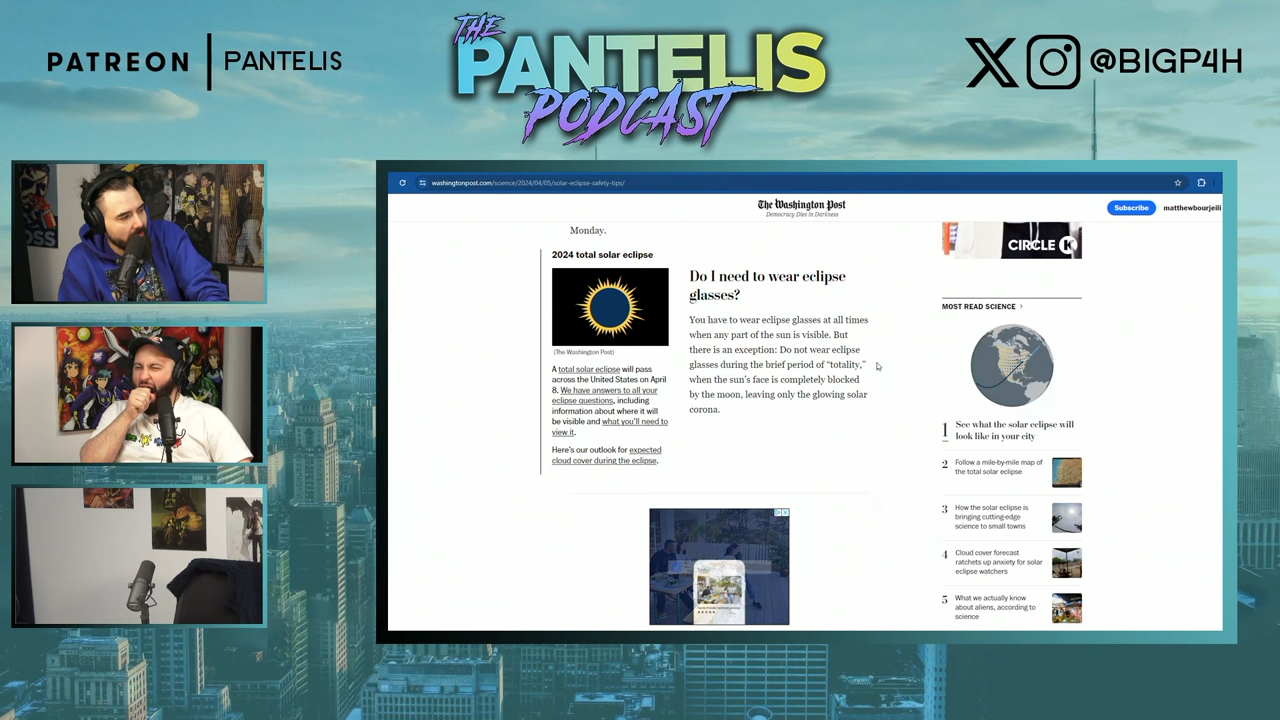 PATREON | PANTELIS
THE
PANTELIS
PODCAST
@BIGP4H
OSS
washingtonpost.com/science/2024/04/05/solar-eclipse-safety-tips/
The Washington Post
Democracy Dies in Darkness
Subscribe
matthewbourjeili
Monday.
2024 total solar eclipse
(The Washington Post)
A total solar eclipse will pass
across the United States on April
8. We have answers to all your
eclipse questions, including
information about where it will
be visible and what you'll need to
view it.
Here's our outlook for expected
cloud cover during the eclipse.
Do I need to wear eclipse
glasses?
You have to wear eclipse glasses at all times
when any part of the sun is visible. But
there is an exception: Do not wear eclipse
glasses during the brief period of “totality,”
when the sun's face is completely blocked
by the moon, leaving only the glowing solar
corona.
CIRCLE K
MOST READ SCIENCE >
1 See what the solar eclipse will
look like in your city
2 Follow a mile-by-mile map of
the total solar eclipse
3 How the solar eclipse is
bringing cutting-edge
science to small towns
4 Cloud cover forecast
ratchets up anxiety for solar
eclipse watchers
5 What we actually know
about aliens, according to
science